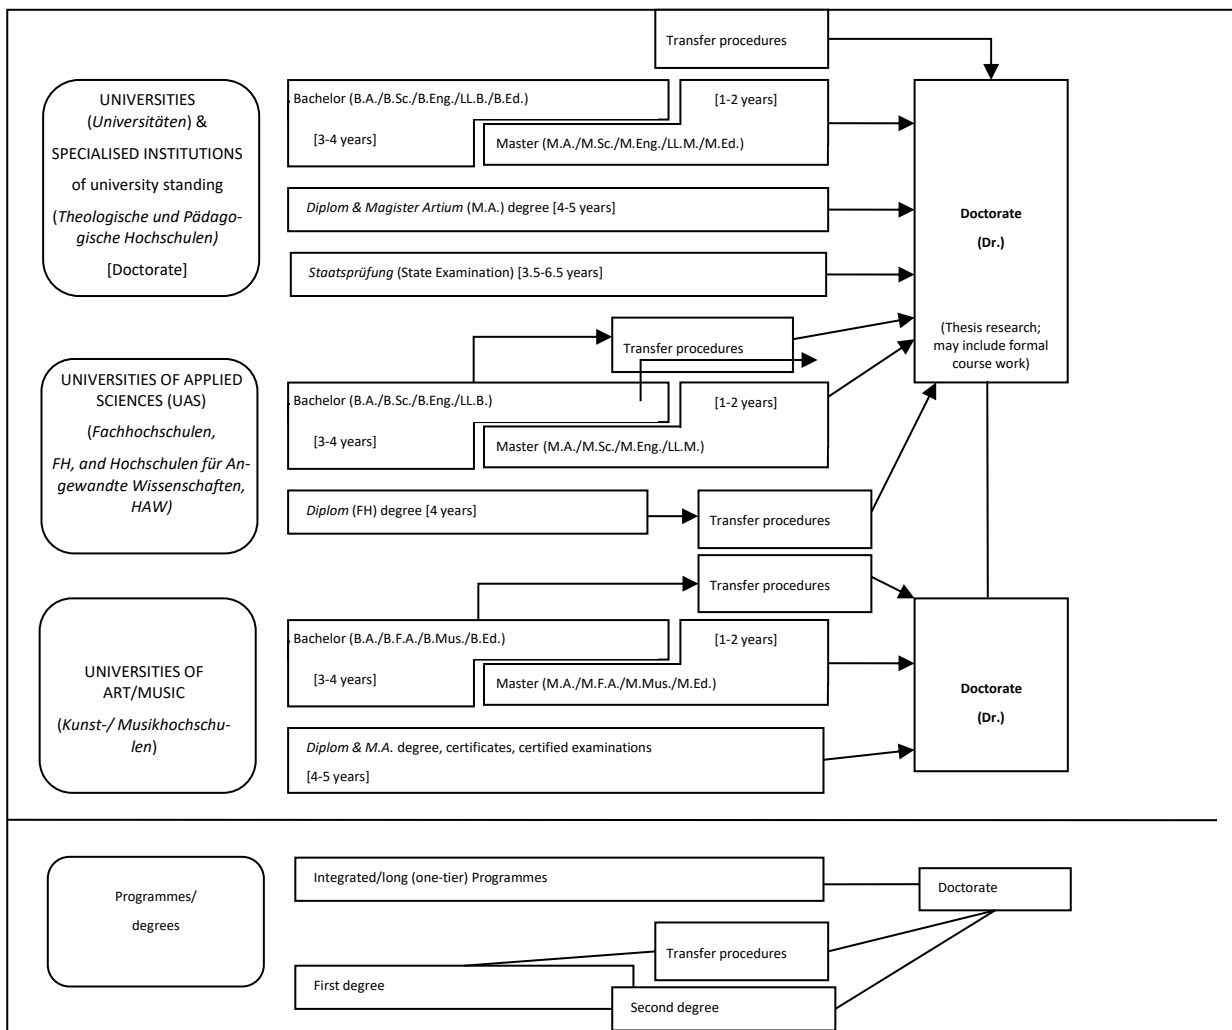 Transfer procedures
UNIVERSITIES
(Universitäten) &
SPECIALISED INSTITUTIONS
of university standing
(Theologische und Pädago-
gische Hochschulen)
[Doctorate]
Bachelor (B.A./B.Sc./B.Eng./LL.B./B.Ed.)
[3-4 years]
[1-2 years]
Master (M.A./M.Sc./M.Eng./LL.M./M.Ed.)
Diplom & Magister Artium (M.A.) degree [4-5 years]
Staatsprüfung (State Examination) [3.5-6.5 years]
Doctorate
(Dr.)
(Thesis research;
may include formal
course work)
UNIVERSITIES OF APPLIED
SCIENCES (UAS)
(Fachhochschulen,
FH, and Hochschulen für An-
gewandte Wissenschaften,
HAW)
Transfer procedures
Bachelor (B.A./B.Sc./B.Eng./LL.B.)
[3-4 years]
[1-2 years]
Master (M.A./M.Sc./M.Eng./LL.M.)
Diplom (FH) degree [4 years]
Transfer procedures
Transfer procedures
UNIVERSITIES OF
ART/MUSIC
(Kunst-/ Musikhochschu-
len)
Bachelor (B.A./B.F.A./B.Mus./B.Ed.)
[3-4 years]
[1-2 years]
Master (M.A./M.F.A./M.Mus./M.Ed.)
Diplom & M.A. degree, certificates, certified examinations
[4-5 years]
Doctorate
(Dr.)
Programmes/
degrees
Integrated/long (one-tier) Programmes
Doctorate
Transfer procedures
First degree
Second degree